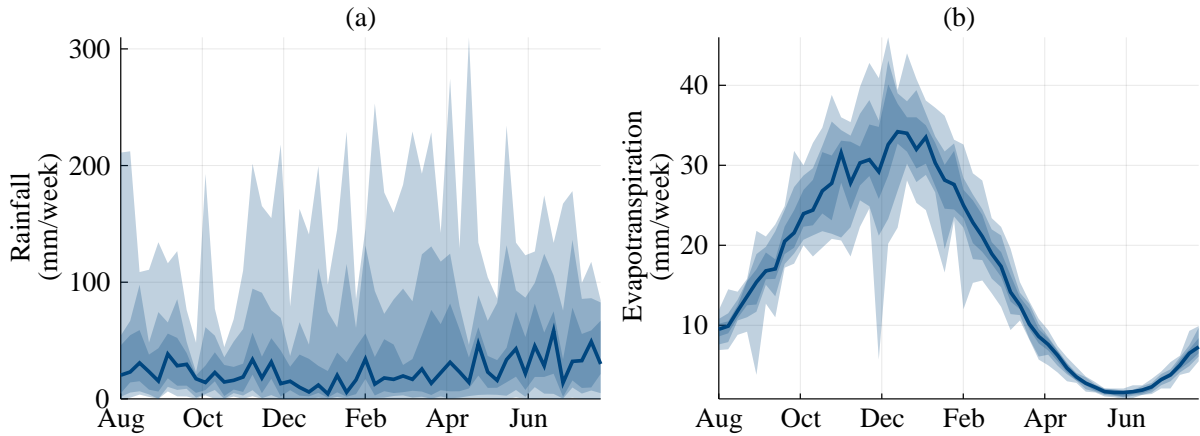 (a)
Rainfall
(mm/week)
300
200
100
0
Aug Oct Dec Feb Apr Jun
(b)
Evapotranspiration
(mm/week)
40
30
20
10
Aug Oct Dec Feb Apr Jun